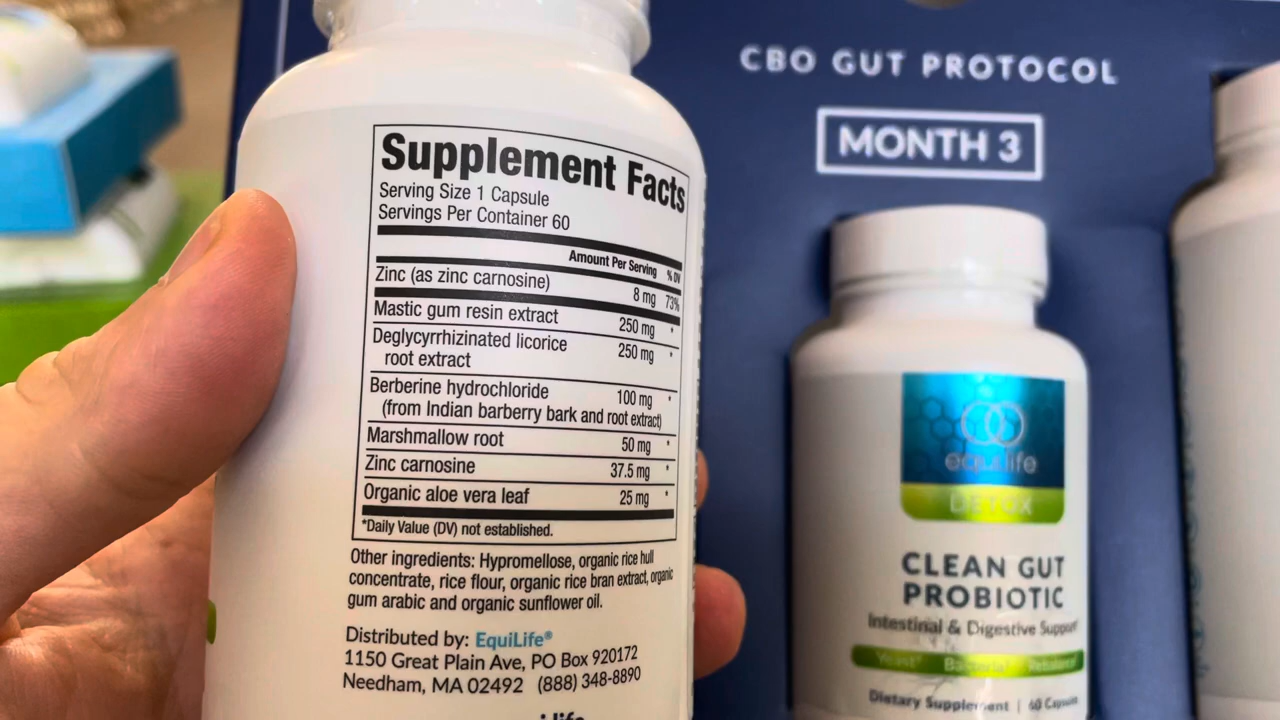 Supplement Facts
Serving Size 1 Capsule
Servings Per Container 60
Amount Per Serving % DV
Zinc (as zinc carnosine) 8 mg 73%
Mastic gum resin extract 250 mg *
Deglycyrrhizinated licorice 250 mg *
root extract
Berberine hydrochloride 100 mg *
(from Indian barberry bark and root extract)
Marshmallow root 50 mg *
Zinc carnosine 37.5 mg *
Organic aloe vera leaf 25 mg *
*Daily Value (DV) not established.
Other ingredients: Hypromellose, organic rice hull
concentrate, rice flour, organic rice bran extract, organic
gum arabic and organic sunflower oil.
Distributed by: EquiLife®
1150 Great Plain Ave, PO Box 920172
Needham, MA 02492 (888) 348-8890
CBO GUT PROTOCOL
MONTH 3
equilife
DETOX
CLEAN GUT
PROBIOTIC
Intestinal & Digestive Support
Yeast Bacterial Rebalance
Dietary Supplement | 60 Capsules